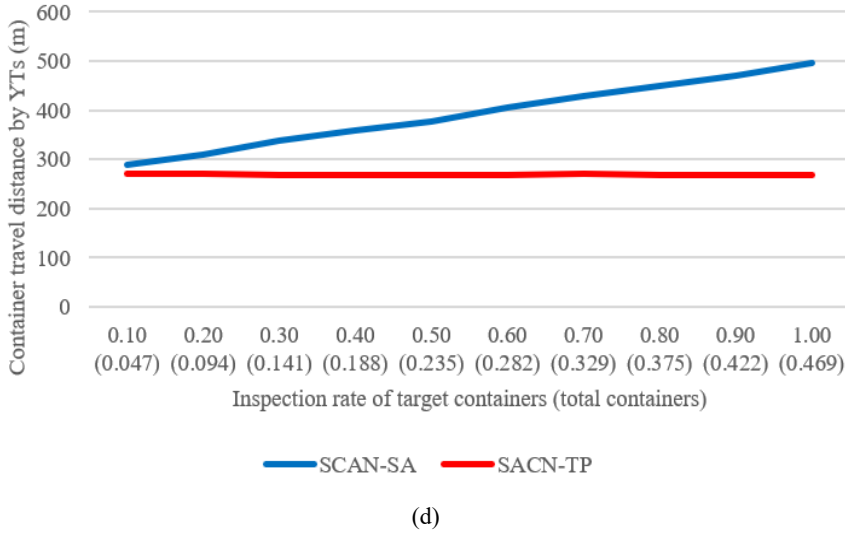 Container travel distance by YTs (m)
600
500
400
300
200
100
0
0.10 0.20 0.30 0.40 0.50 0.60 0.70 0.80 0.90 1.00
(0.047) (0.094) (0.141) (0.188) (0.235) (0.282) (0.329) (0.375) (0.422) (0.469)
Inspection rate of target containers (total containers)
SCAN-SA SACN-TP
(d)